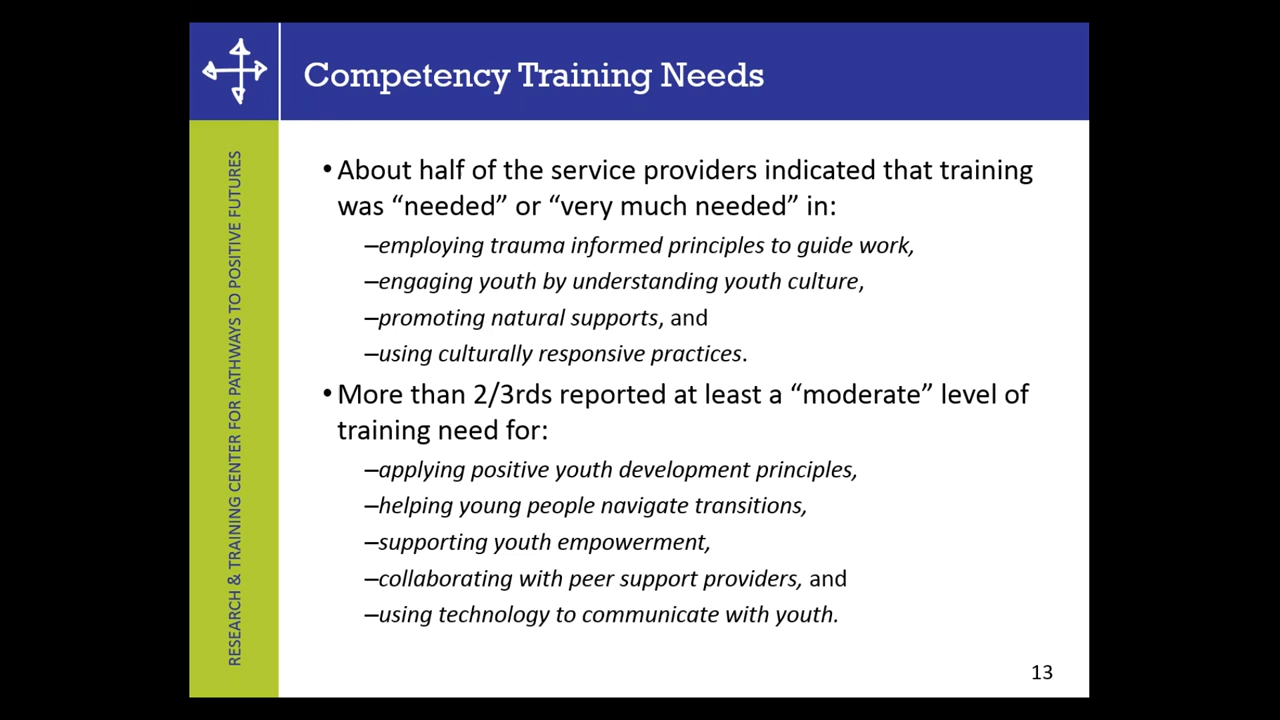 Competency Training Needs
RESEARCH & TRAINING CENTER FOR PATHWAYS TO POSITIVE FUTURES
•About half of the service providers indicated that training
was “needed” or “very much needed” in:
–employing trauma informed principles to guide work,
–engaging youth by understanding youth culture,
–promoting natural supports, and
–using culturally responsive practices.
•More than 2/3rds reported at least a “moderate” level of
training need for:
–applying positive youth development principles,
–helping young people navigate transitions,
–supporting youth empowerment,
–collaborating with peer support providers, and
–using technology to communicate with youth.
13